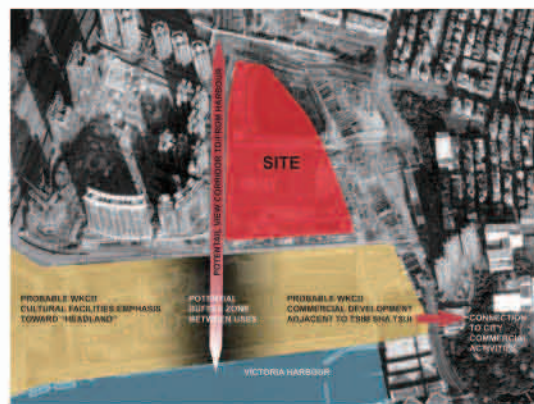 POTENTAIL VIEW CORRIDOR TO/FROM HARBOUR
SITE
PROBABLE WKCD
CULTURAL FACILITIES EMPHASIS
TOWARD "HEADLAND"
POTENTIAL
BUFFER ZONE
BETWEEN USES
PROBABLE WKCD
COMMERCIAL DEVELOPMENT
ADJACENT TO TSIM SHA TSUI
CONNECTION
TO CITY
COMMERCIAL
ACTIVITIES
VICTORIA HARBOUR